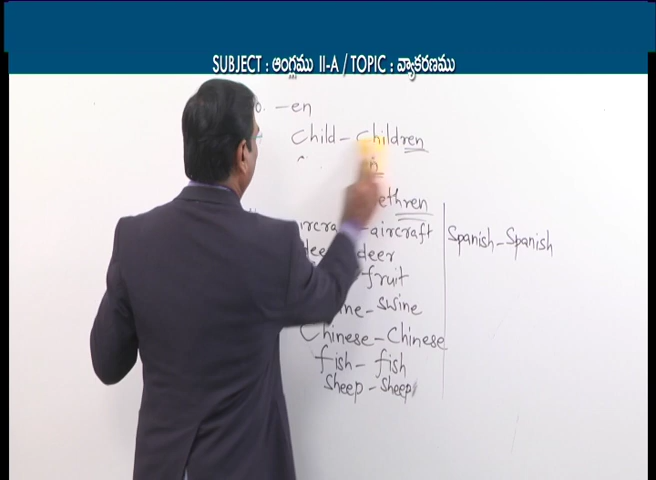 SUBJECT : ఆంగ్లము II-A / TOPIC : వ్యాకరణము
-en
Child - Children
aircraft
deer
fruit
- swine
Chinese - Chinese
fish - fish
Sheep - Sheep
Spanish - Spanish